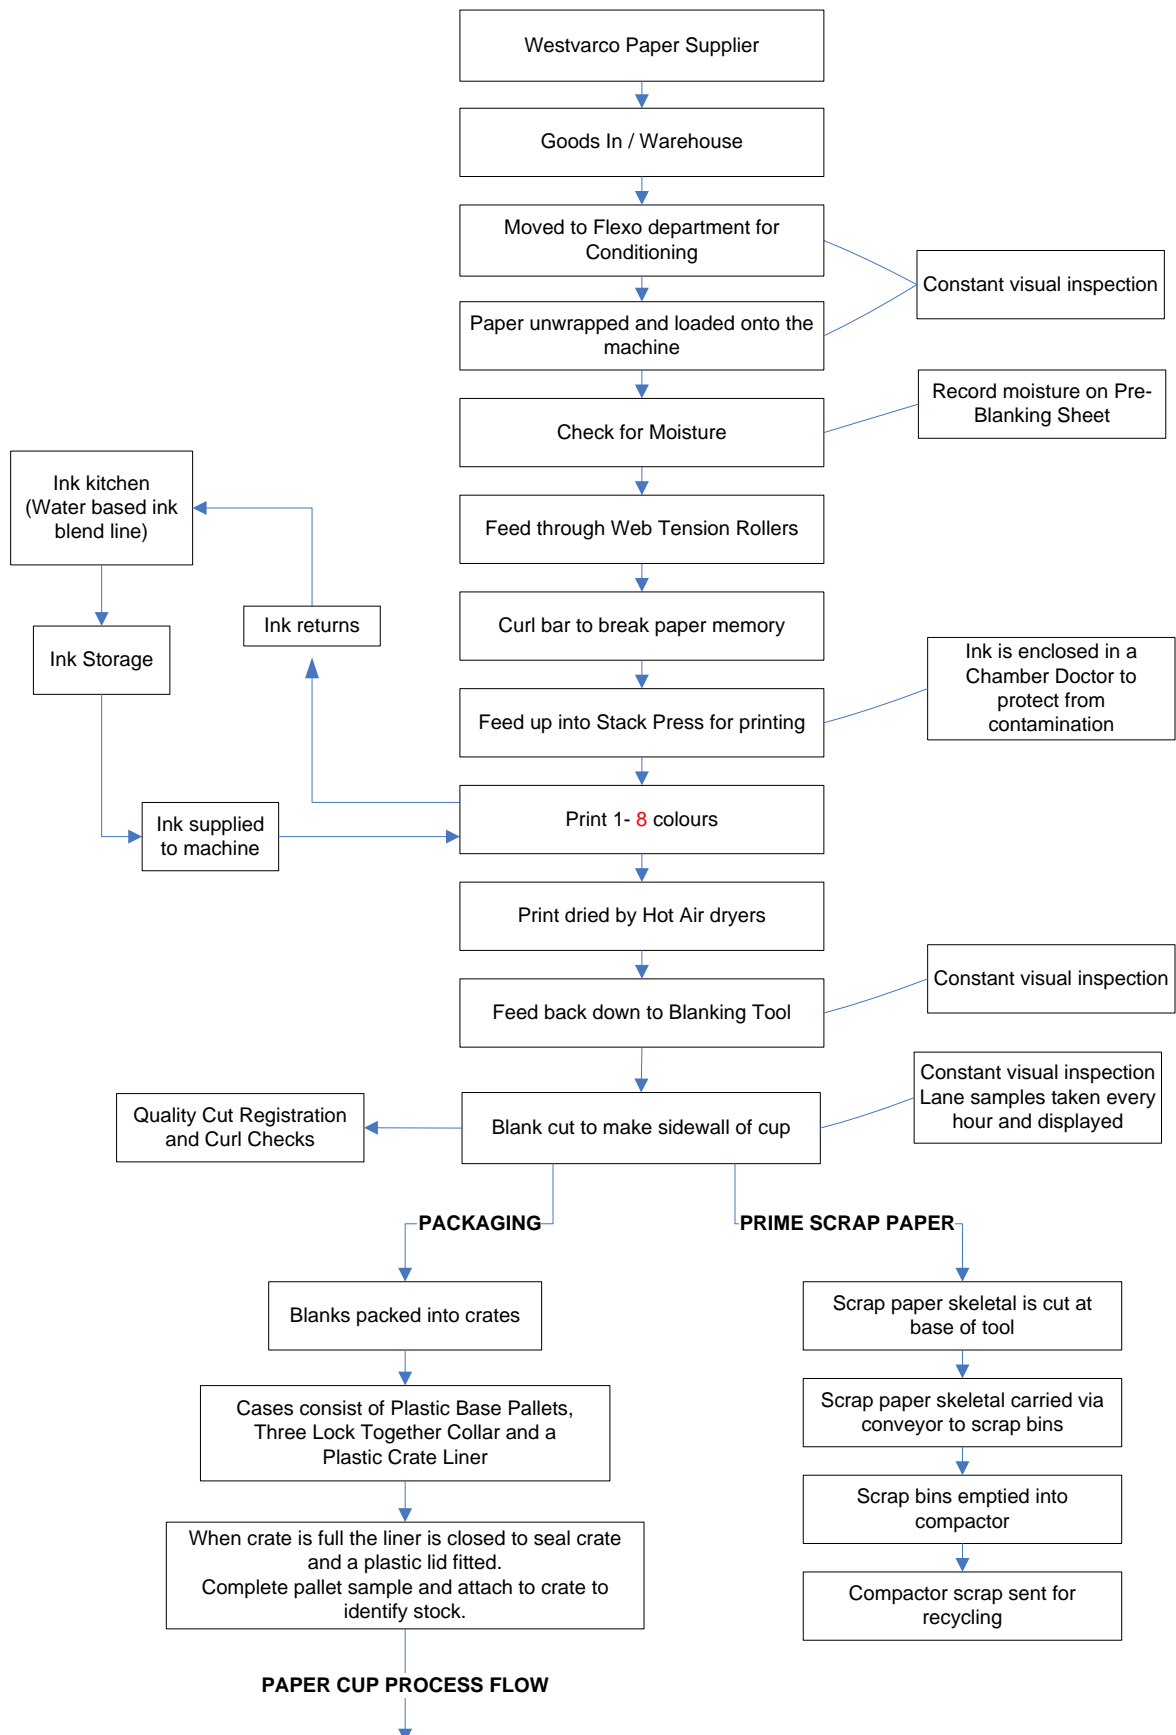 Westvarco Paper Supplier
Goods In / Warehouse
Moved to Flexo department for
Conditioning
Constant visual inspection
Paper unwrapped and loaded onto the
machine
Record moisture on Pre-
Blanking Sheet
Check for Moisture
Ink kitchen
(Water based ink
blend line)
Feed through Web Tension Rollers
Ink returns
Curl bar to break paper memory
Ink Storage
Ink is enclosed in a
Chamber Doctor to
protect from
contamination
Feed up into Stack Press for printing
Print 1- 8 colours
Ink supplied
to machine
Print dried by Hot Air dryers
Constant visual inspection
Feed back down to Blanking Tool
Constant visual inspection
Lane samples taken every
hour and displayed
Quality Cut Registration
and Curl Checks
Blank cut to make sidewall of cup
PACKAGING
PRIME SCRAP PAPER
Blanks packed into crates
Scrap paper skeletal is cut at
base of tool
Cases consist of Plastic Base Pallets,
Three Lock Together Collar and a
Plastic Crate Liner
Scrap paper skeletal carried via
conveyor to scrap bins
Scrap bins emptied into
compactor
When crate is full the liner is closed to seal crate
and a plastic lid fitted.
Complete pallet sample and attach to crate to
identify stock.
Compactor scrap sent for
recycling
PAPER CUP PROCESS FLOW